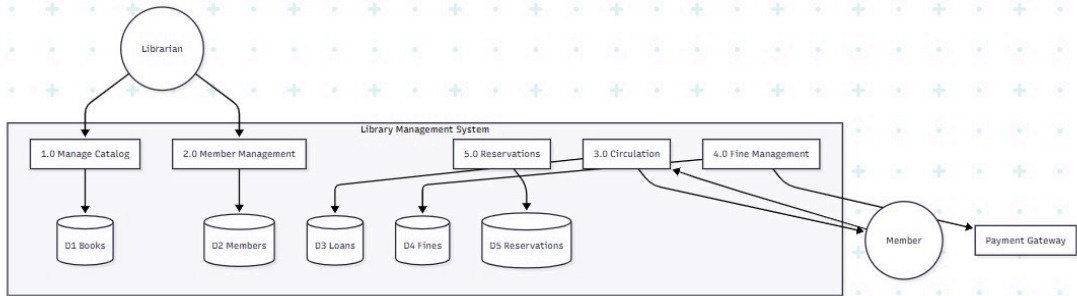 Librarian
Library Management System
1.0 Manage Catalog
2.0 Member Management
5.0 Reservations
3.0 Circulation
4.0 Fine Management
D1 Books
D2 Members
D3 Loans
D4 Fines
D5 Reservations
Member
Payment Gateway